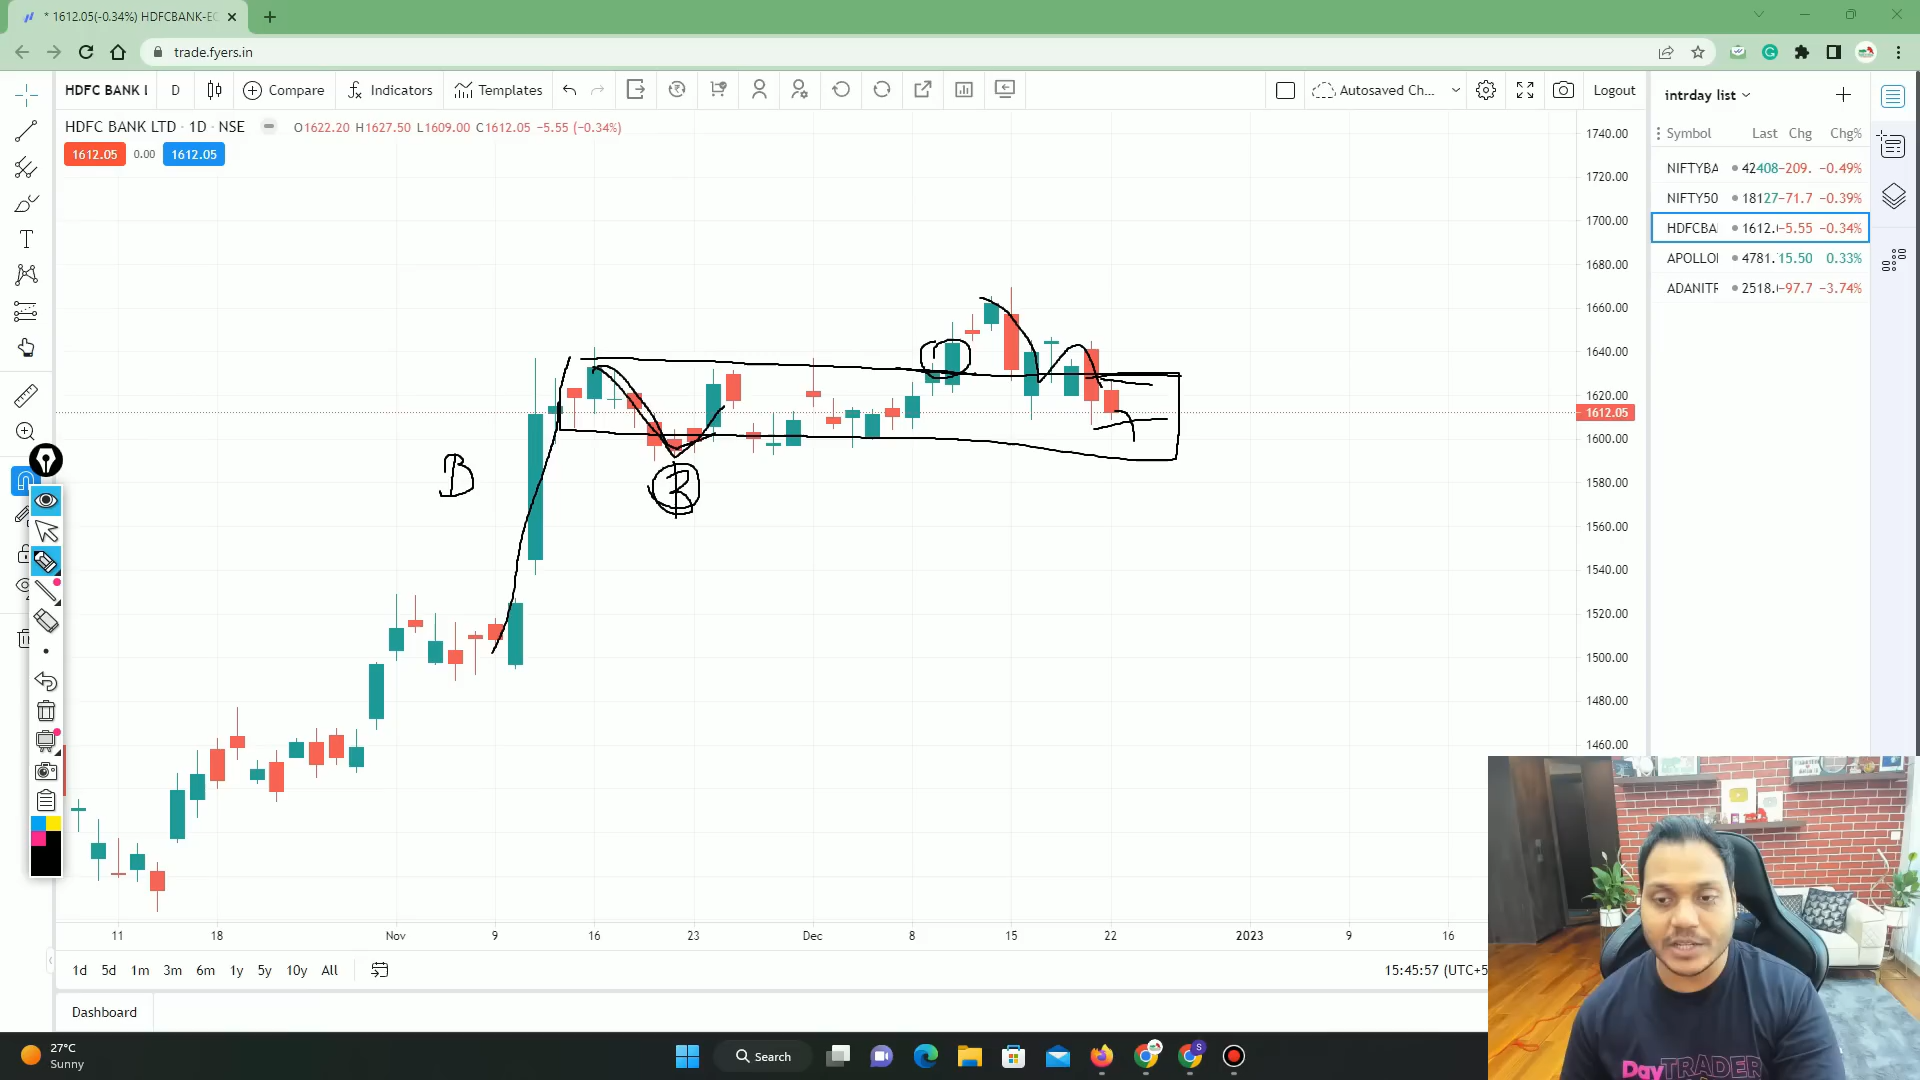 * 1612.05(-0.34%) HDFCBANK-EC
trade.fyers.in
HDFC BANK L D Compare Indicators Templates Autosaved Ch... Logout
HDFC BANK LTD · 1D · NSE O1622.20 H1627.50 L1609.00 C1612.05 −5.55 (−0.34%)
1612.05 0.00 1612.05
intrday list
Symbol Last Chg Chg%
NIFTYBA 42408 −209. −0.49%
NIFTY50 18127 −71.7 −0.39%
HDFCBA 1612. −5.55 −0.34%
APOLLO 4781. 15.50 0.33%
ADANITR 2518. −97.7 −3.74%
1740.00
1720.00
1700.00
1680.00
1660.00
1640.00
1620.00
1612.05
1600.00
1580.00
1560.00
1540.00
1520.00
1500.00
1480.00
1460.00
B
11 18 Nov 9 16 23 Dec 8 15 22 2023 9 16
1d 5d 1m 3m 6m 1y 5y 10y All
15:45:57 (UTC+5
Dashboard
27°C
Sunny
Search
DayTRADER